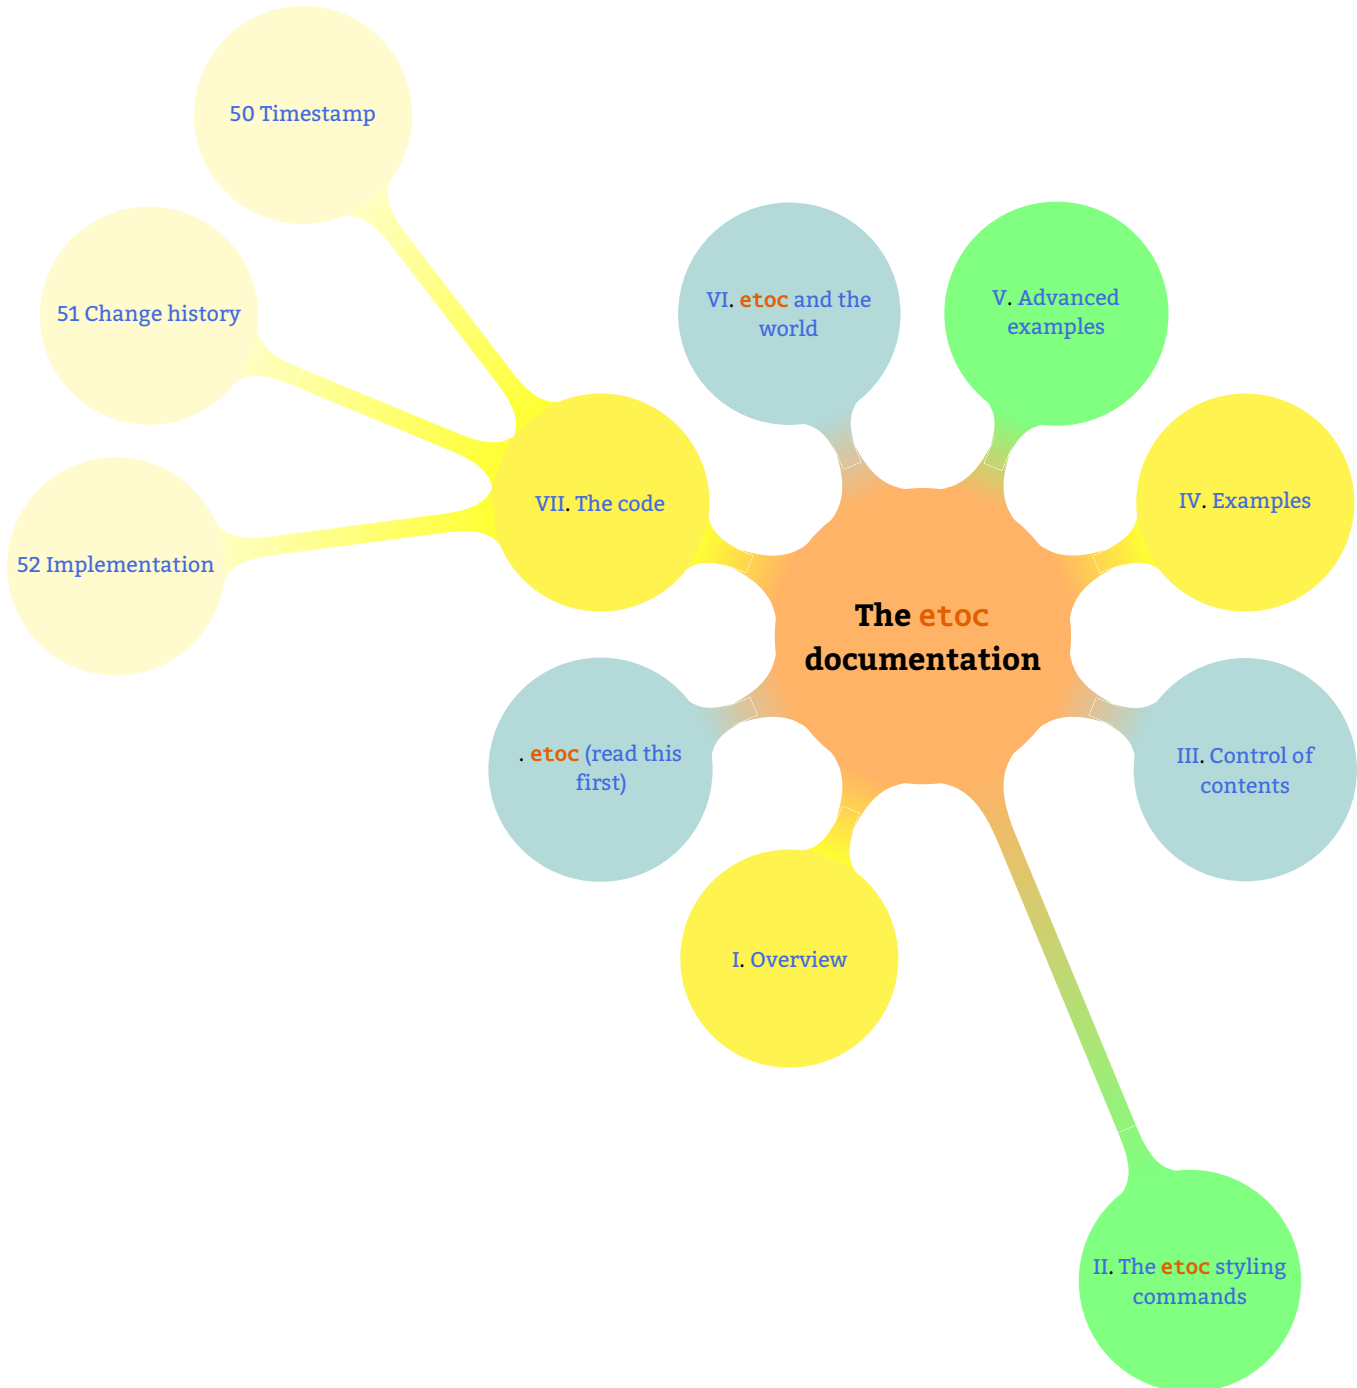 50 Timestamp
51 Change history
52 Implementation
VI. etoc and the
world
V. Advanced
examples
VII. The code
IV. Examples
The etoc
documentation
. etoc (read this
first)
III. Control of
contents
I. Overview
II. The etoc styling
commands